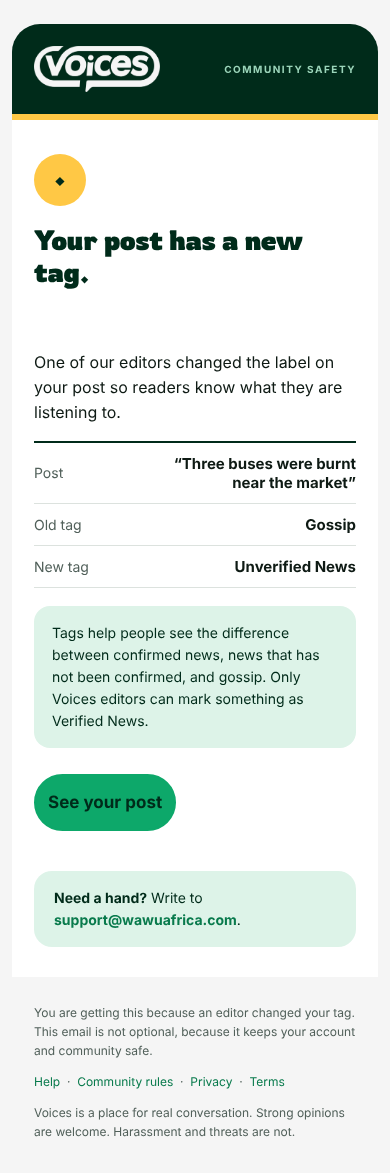 Voices
COMMUNITY SAFETY
Your post has a new
tag.
One of our editors changed the label on
your post so readers know what they are
listening to.
Post
“Three buses were burnt
near the market”
Old tag
Gossip
New tag
Unverified News
Tags help people see the difference
between confirmed news, news that has
not been confirmed, and gossip. Only
Voices editors can mark something as
Verified News.
See your post
Need a hand? Write to
support@wawuafrica.com.
You are getting this because an editor changed your tag.
This email is not optional, because it keeps your account
and community safe.
Help · Community rules · Privacy · Terms
Voices is a place for real conversation. Strong opinions
are welcome. Harassment and threats are not.